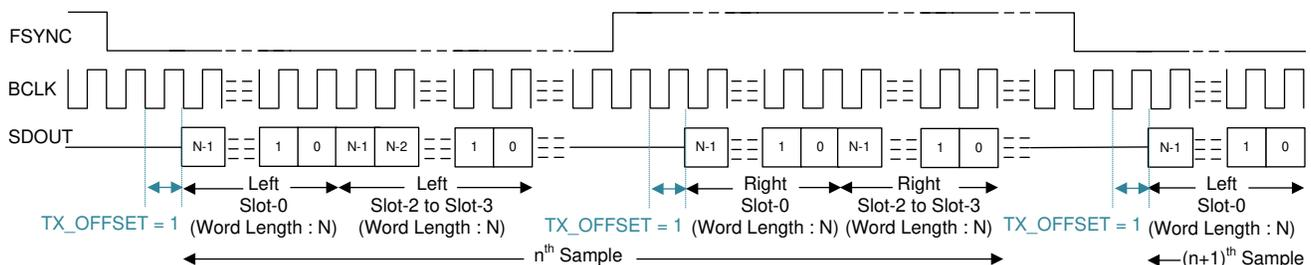 FSYNC
BCLK
SDOUT N-1 1 0 N-1 N-2 1 0 N-1 1 0 N-1 1 0 N-1 1 0
Left Left Right Right Left
Slot-0 Slot-2 to Slot-3 Slot-0 Slot-2 to Slot-3 Slot-0
TX_OFFSET = 1 (Word Length : N) (Word Length : N) TX_OFFSET = 1 (Word Length : N) (Word Length : N) TX_OFFSET = 1 (Word Length : N)
nth Sample (n+1)th Sample